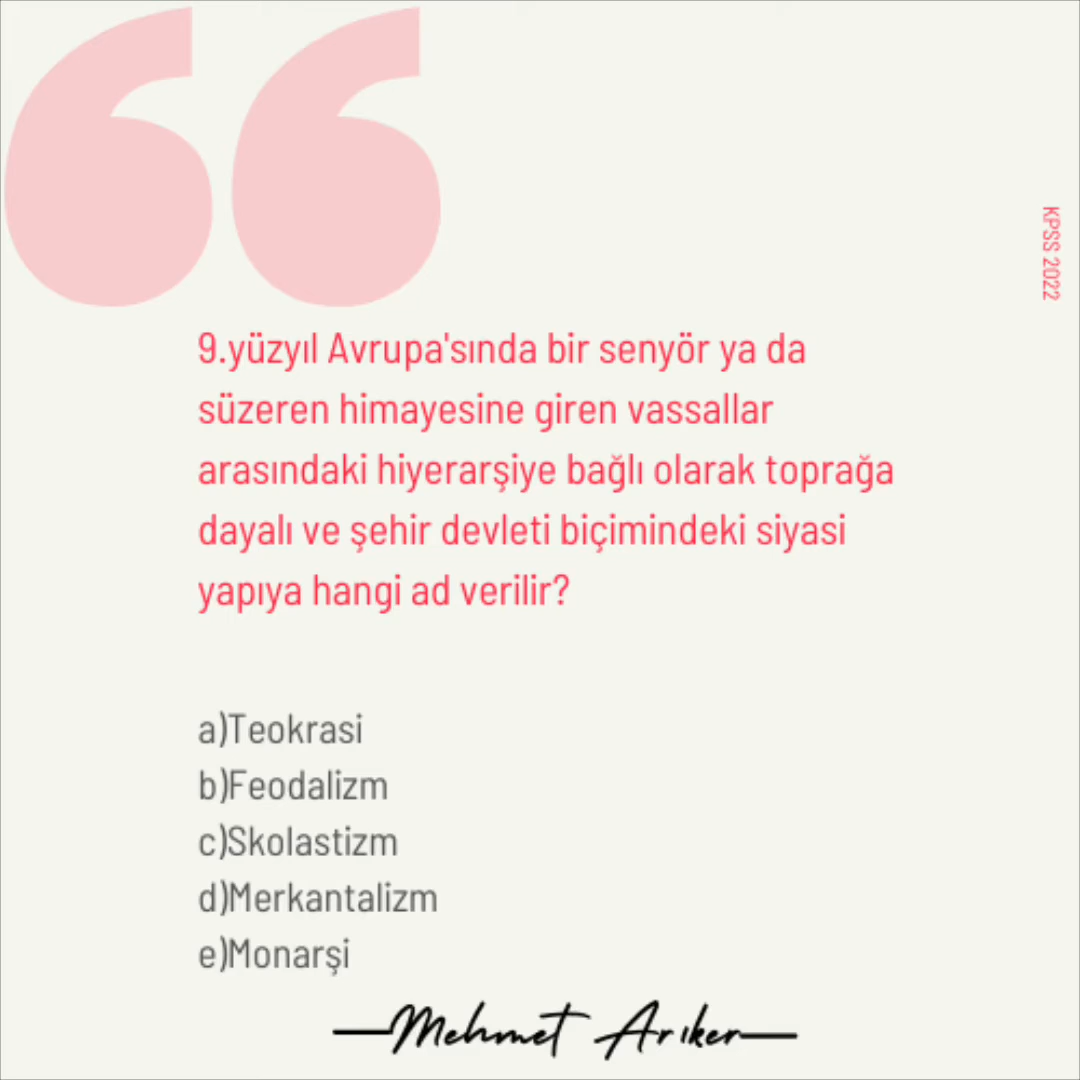 KPSS 2022
9.yüzyıl Avrupa'sında bir senyör ya da
süzeren himayesine giren vassallar
arasındaki hiyerarşiye bağlı olarak toprağa
dayalı ve şehir devleti biçimindeki siyasi
yapıya hangi ad verilir?
a)Teokrasi
b)Feodalizm
c)Skolastizm
d)Merkantalizm
e)Monarşi
Mehmet Arıker